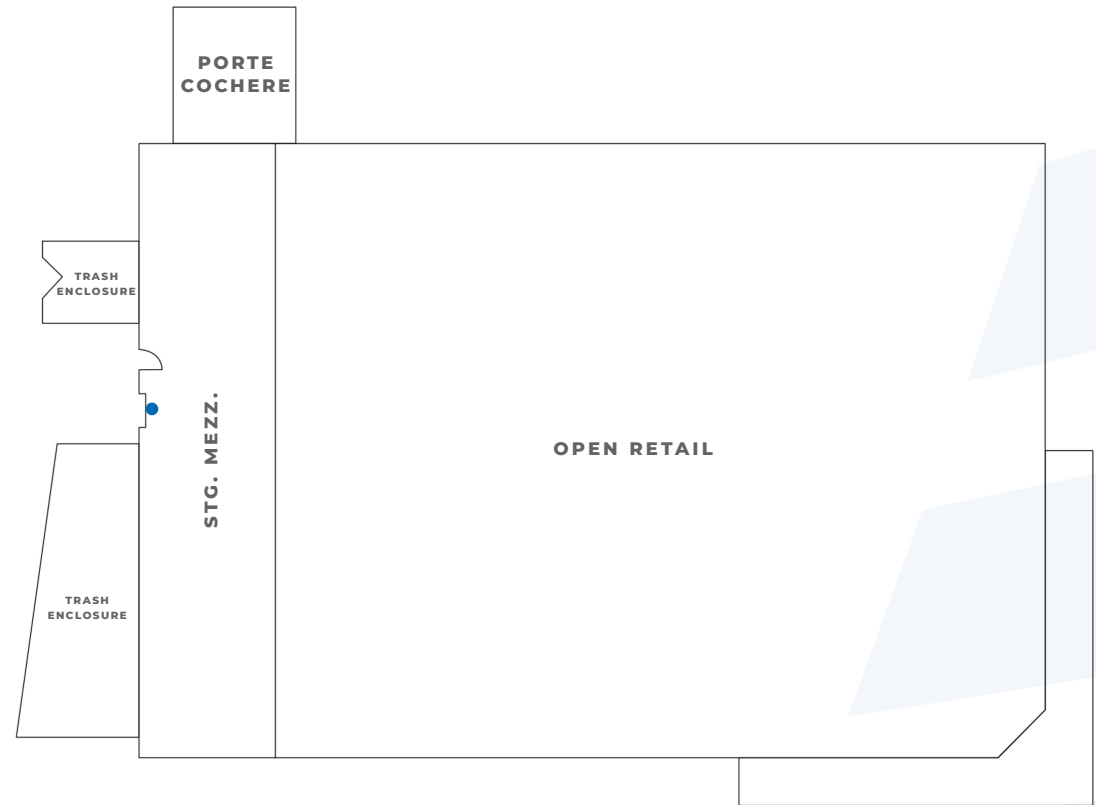 PORTE
COCHERE
TRASH
ENCLOSURE
STG. MEZZ.
OPEN RETAIL
TRASH
ENCLOSURE